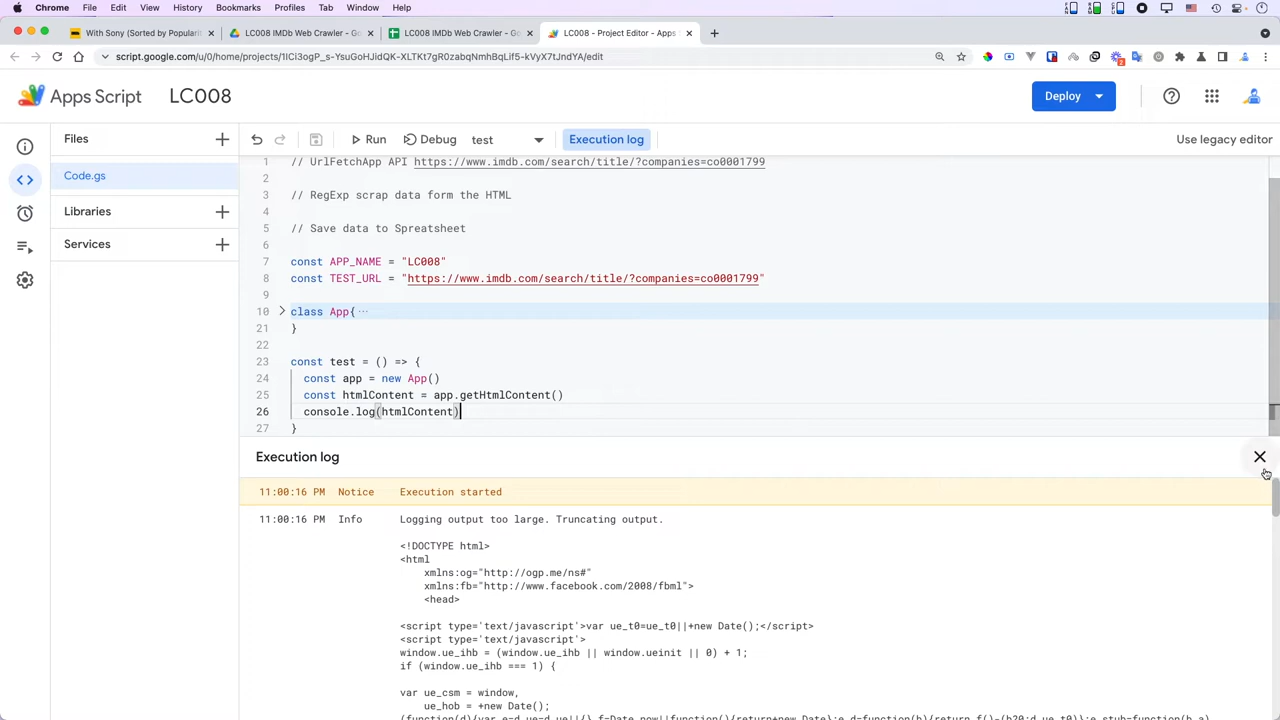 Chrome File Edit View History Bookmarks Profiles Tab Window Help
With Sony (Sorted by Popularit
LC008 IMDb Web Crawler - Go
LC008 IMDb Web Crawler - Go
LC008 - Project Editor - Apps S
script.google.com/u/0/home/projects/1ICi3ogP_s-YsuGoHJidQK-XLTKt7gR0zabqNmhBqLif5-kVyX7tJndYA/edit
Apps Script LC008
Deploy
Files
Run Debug test Execution log Use legacy editor
Code.gs
Libraries
Services
1 // UrlFetchApp API https://www.imdb.com/search/title/?companies=co0001799
2
3 // RegExp scrap data form the HTML
4
5 // Save data to Spreatsheet
6
7 const APP_NAME = "LC008"
8 const TEST_URL = "https://www.imdb.com/search/title/?companies=co0001799"
9
10 class App{ ···
21 }
22
23 const test = () => {
24 const app = new App()
25 const htmlContent = app.getHtmlContent()
26 console.log(htmlContent)
27 }
Execution log
11:00:16 PM Notice Execution started
11:00:16 PM Info Logging output too large. Truncating output.
<!DOCTYPE html>
<html
xmlns:og="http://ogp.me/ns#"
xmlns:fb="http://www.facebook.com/2008/fbml">
<head>
<script type='text/javascript'>var ue_t0=ue_t0||+new Date();</script>
<script type='text/javascript'>
window.ue_ihb = (window.ue_ihb || window.ueinit || 0) + 1;
if (window.ue_ihb === 1) {
var ue_csm = window,
ue_hob = +new Date();